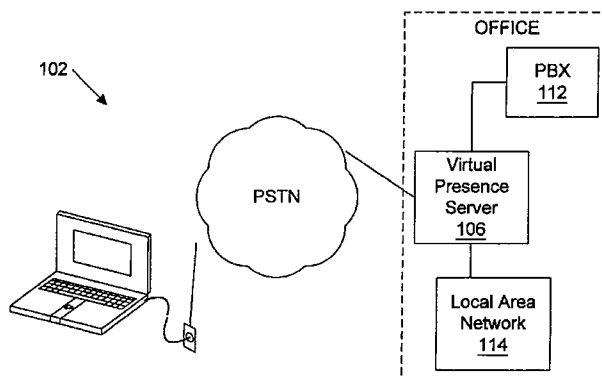 OFFICE
102
PBX
112
PSTN
Virtual
Presence
Server
106
Local Area
Network
114